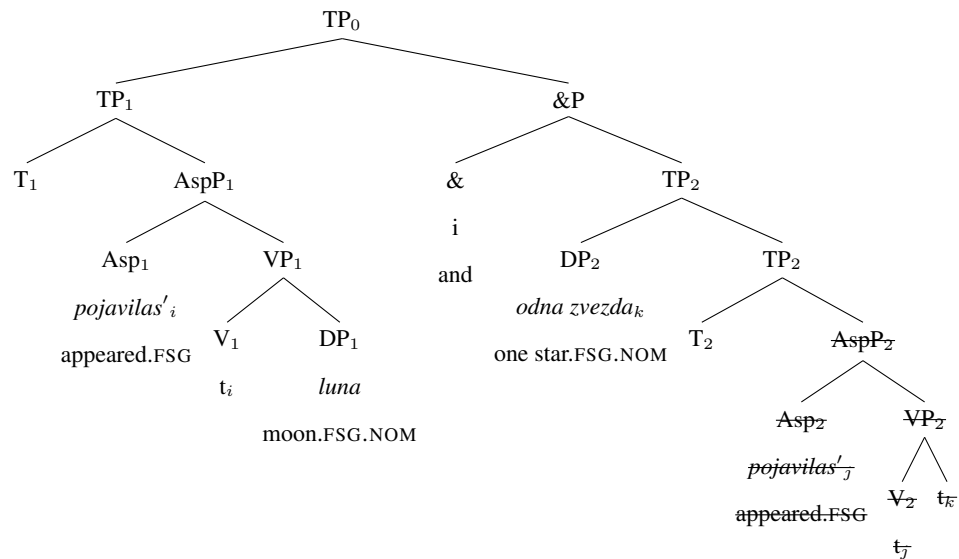 TP₀
TP₁ &P
T₁ AspP₁ & TP₂
i
Asp₁ VP₁ and DP₂ TP₂
pojavilas′ᵢ odna zvezdaₖ
appeared.FSG V₁ DP₁ one star.FSG.NOM T₂ AspP₂
tᵢ luna
moon.FSG.NOM Asp₂ VP₂
pojavilas′ⱼ
appeared.FSG V₂ tₖ
tⱼ